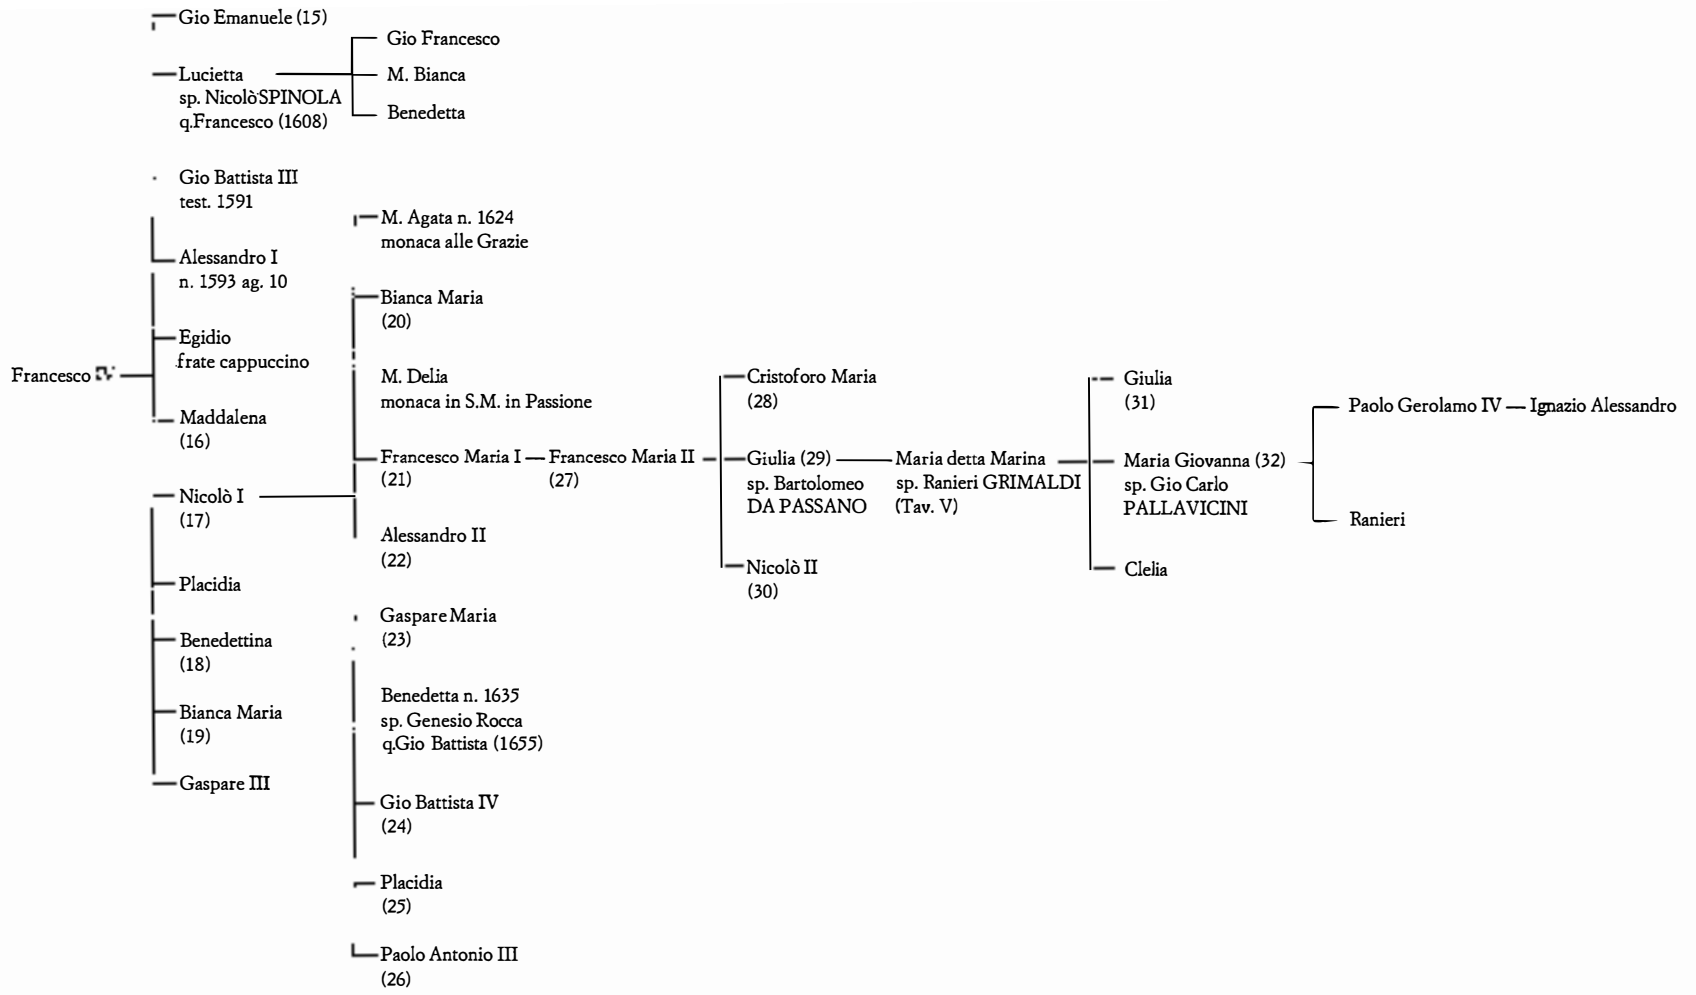 Gio Emanuele (15)
Lucietta
sp. Nicolò SPINOLA
q.Francesco (1608)
Gio Francesco
M. Bianca
Benedetta
Gio Battista III
test. 1591
Alessandro I
n. 1593 ag. 10
Egidio
frate cappuccino
Francesco
Maddalena
(16)
Nicolò I
(17)
Placidia
Benedettina
(18)
Bianca Maria
(19)
Gaspare III
M. Agata n. 1624
monaca alle Grazie
Bianca Maria
(20)
M. Delia
monaca in S.M. in Passione
Francesco Maria I
(21)
Alessandro II
(22)
Gaspare Maria
(23)
Benedetta n. 1635
sp. Genesio Rocca
q.Gio Battista (1655)
Gio Battista IV
(24)
Placidia
(25)
Paolo Antonio III
(26)
Francesco Maria II
(27)
Cristoforo Maria
(28)
Giulia (29)
sp. Bartolomeo
DA PASSANO
Nicolò II
(30)
Maria detta Marina
sp. Ranieri GRIMALDI
(Tav. V)
Giulia
(31)
Maria Giovanna (32)
sp. Gio Carlo
PALLAVICINI
Clelia
Paolo Gerolamo IV
Ranieri
Ignazio Alessandro